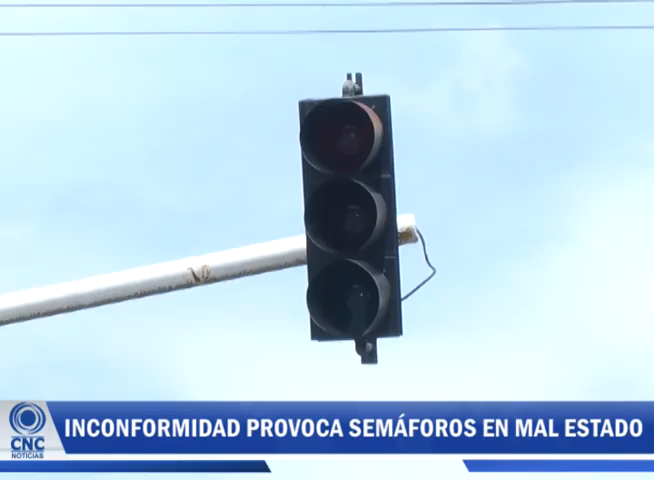 INCONFORMIDAD PROVOCA SEMÁFOROS EN MAL ESTADO
CNC
NOTICIAS